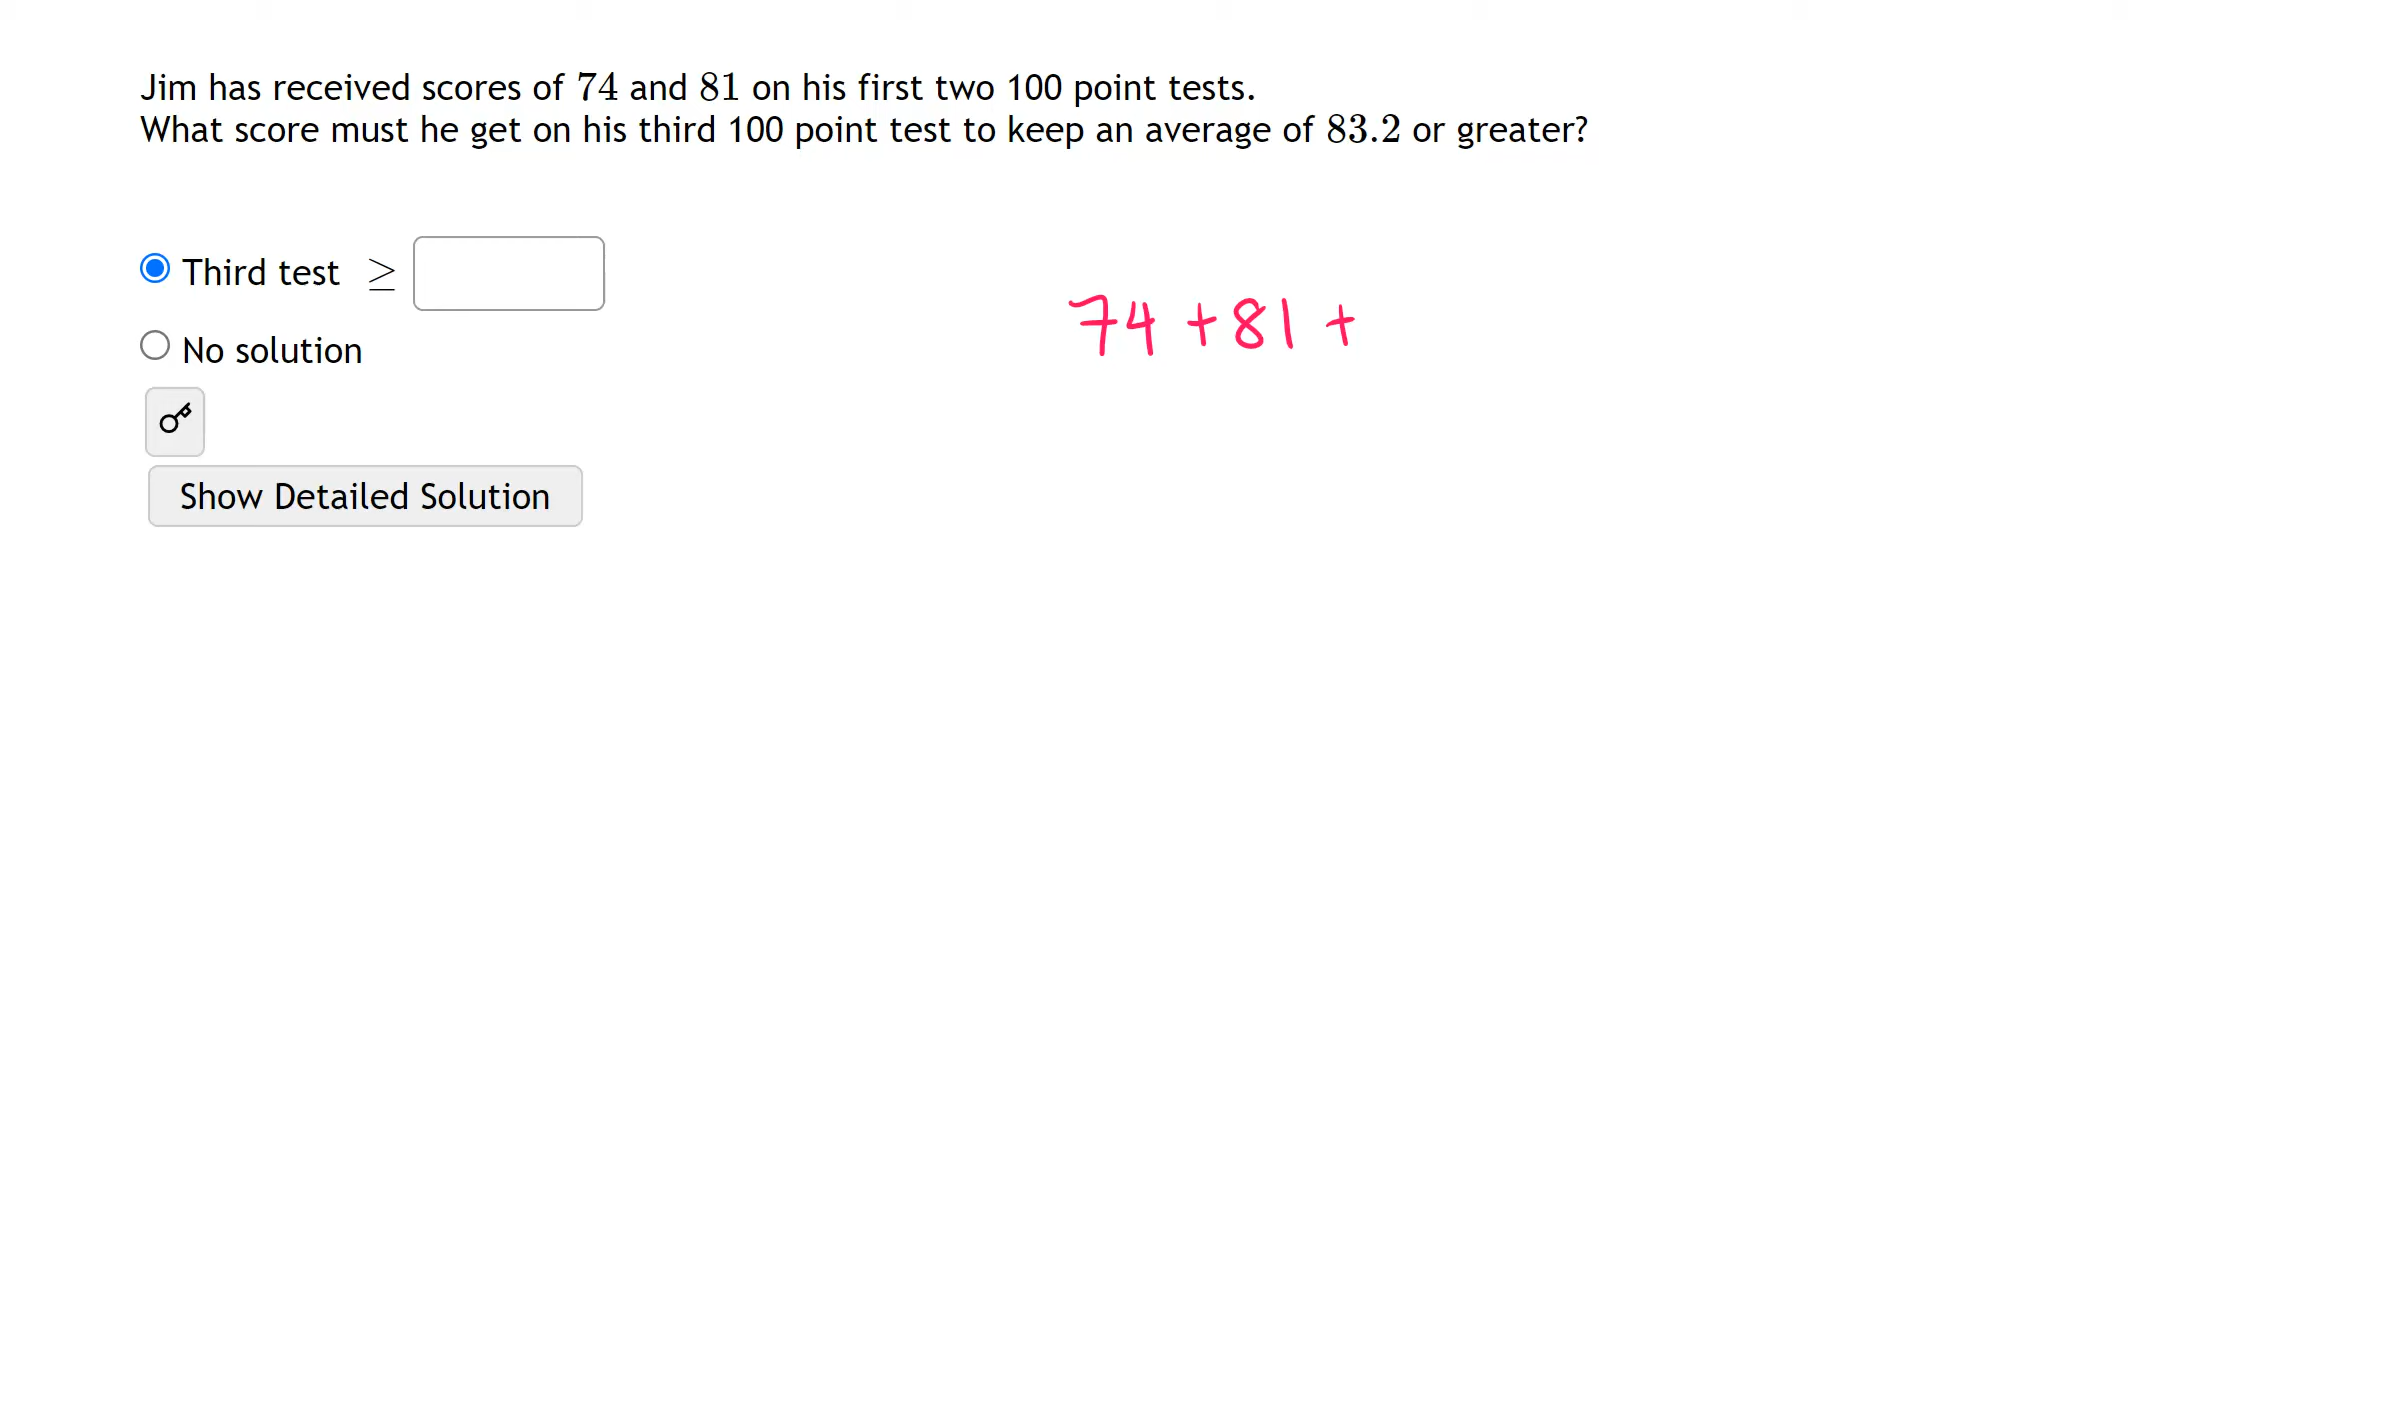 Jim has received scores of 74 and 81 on his first two 100 point tests.
What score must he get on his third 100 point test to keep an average of 83.2 or greater?
Third test ≥
74 + 81 +
No solution
Show Detailed Solution